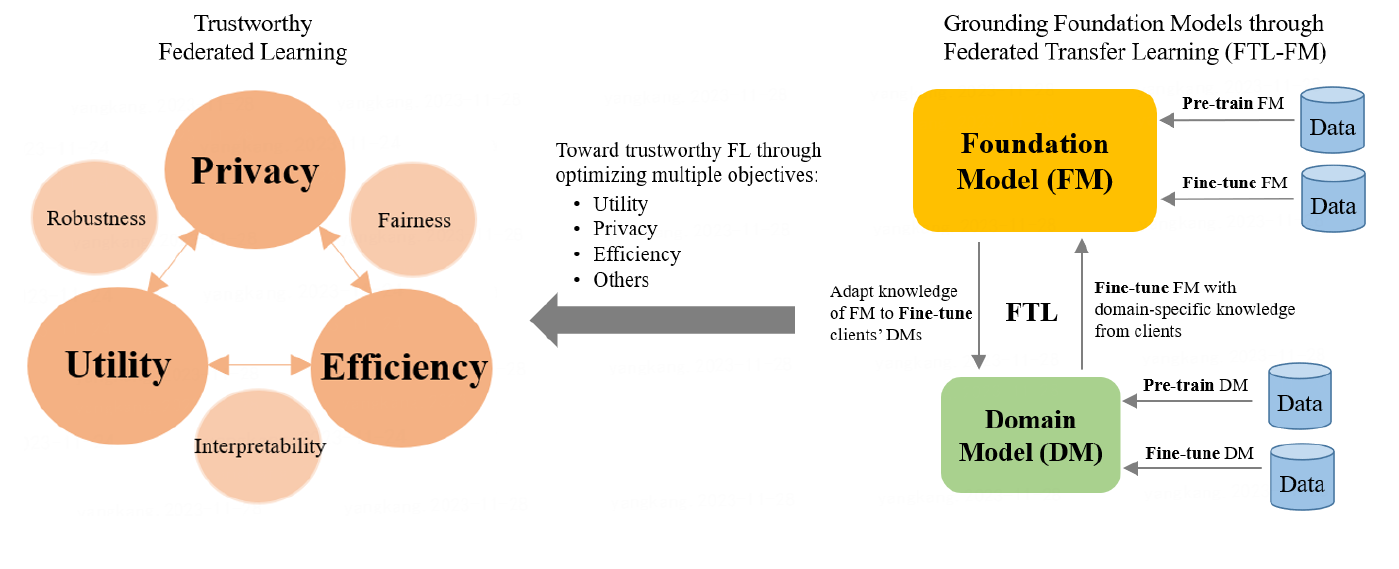 Trustworthy
Federated Learning
Privacy
Robustness
Fairness
Utility
Efficiency
Interpretability
Toward trustworthy FL through
optimizing multiple objectives:
• Utility
• Privacy
• Efficiency
• Others
Grounding Foundation Models through
Federated Transfer Learning (FTL-FM)
Foundation
Model (FM)
Pre-train FM
Data
Fine-tune FM
Data
Adapt knowledge
of FM to Fine-tune
clients' DMs
FTL
Fine-tune FM with
domain-specific knowledge
from clients
Domain
Model (DM)
Pre-train DM
Data
Fine-tune DM
Data